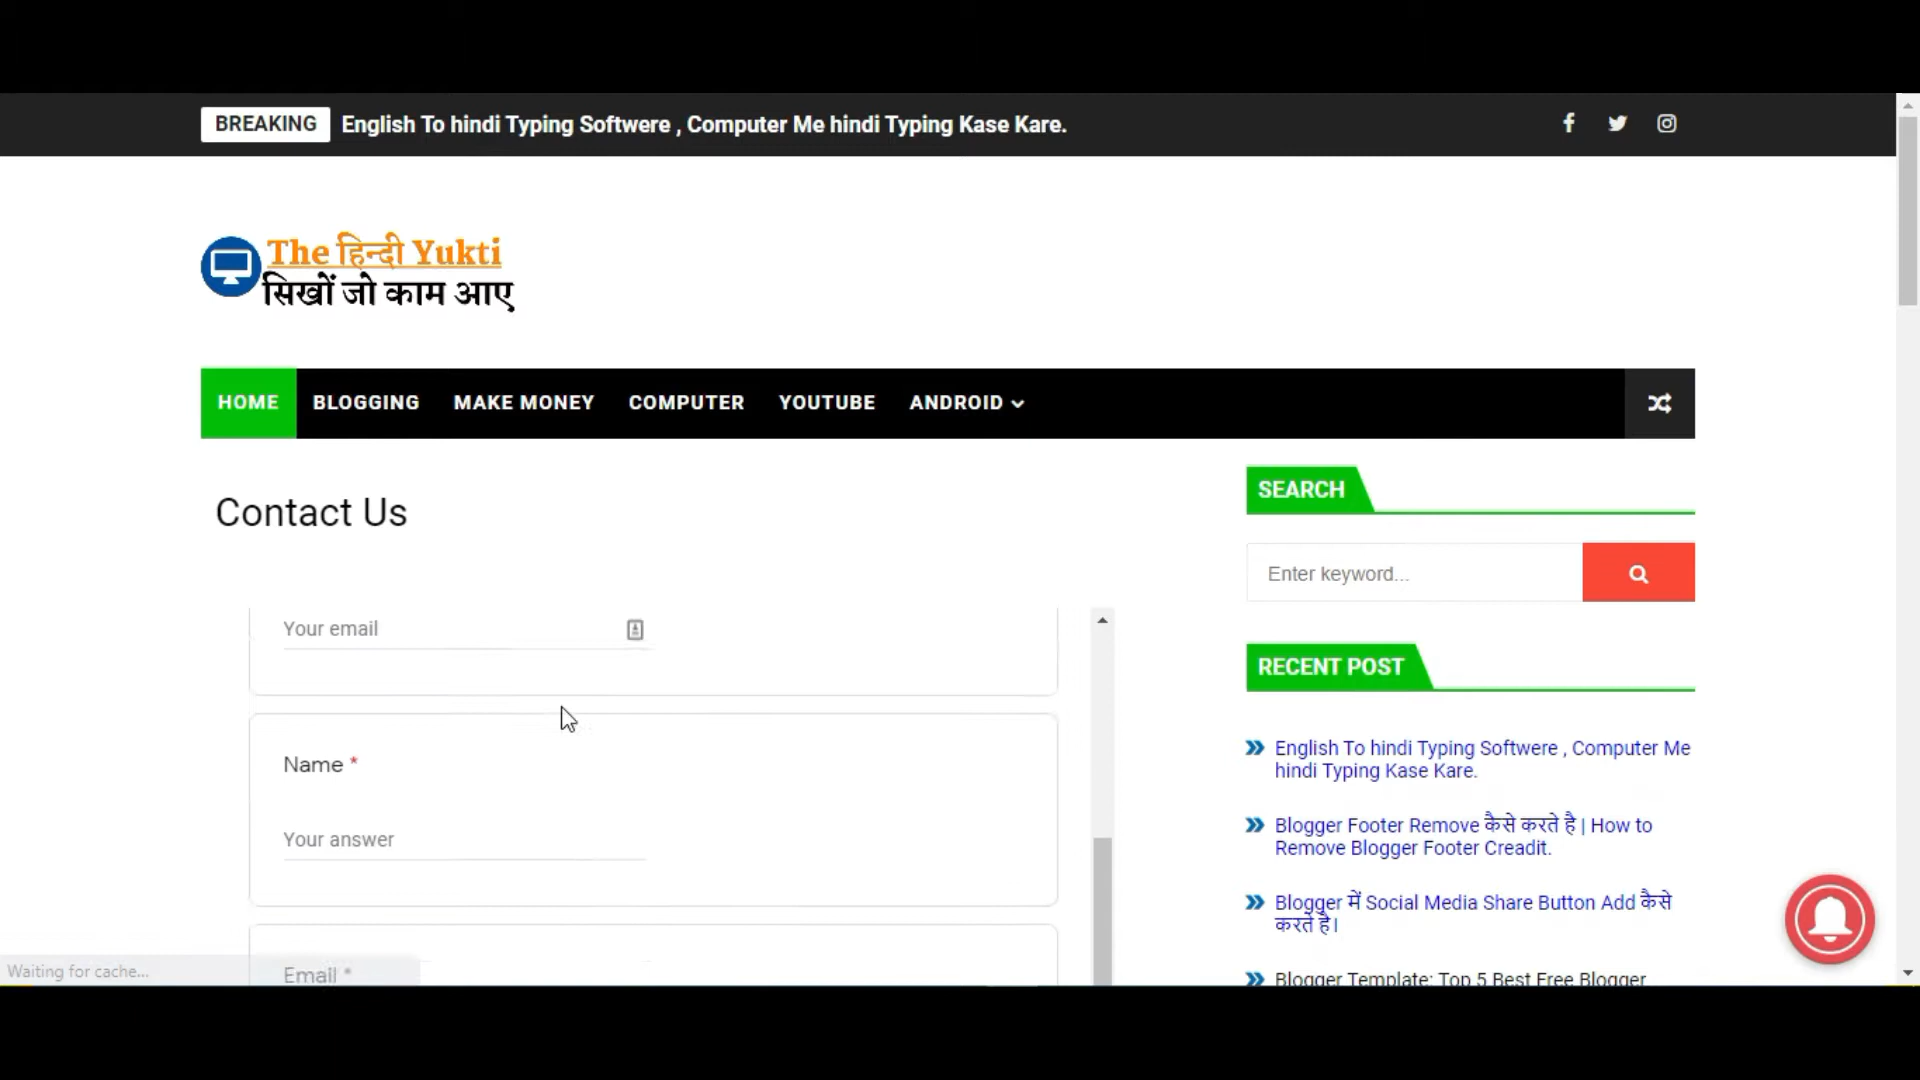 BREAKING English To hindi Typing Softwere , Computer Me hindi Typing Kase Kare.
The हिन्दी Yukti
सिखों जो काम आए
HOME BLOGGING MAKE MONEY COMPUTER YOUTUBE ANDROID
Contact Us
Your email
Name *
Your answer
Email *
Waiting for cache...
SEARCH
Enter keyword...
RECENT POST
English To hindi Typing Softwere , Computer Me
hindi Typing Kase Kare.
Blogger Footer Remove कैसे करते है | How to
Remove Blogger Footer Creadit.
Blogger में Social Media Share Button Add कैसे
करते है।
Blogger Template: Top 5 Best Free Blogger